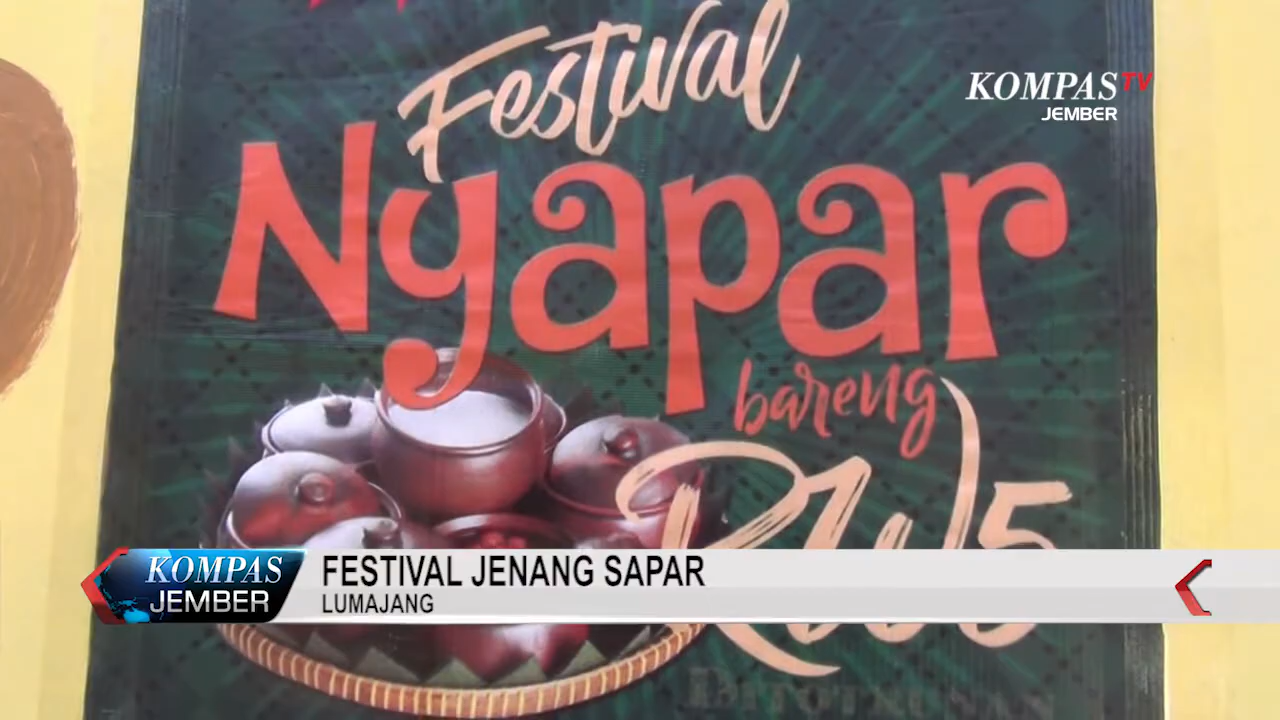 Festival
KOMPAS TV
JEMBER
Nyapar
bareng
RW5
KOMPAS
JEMBER
FESTIVAL JENANG SAPAR
LUMAJANG